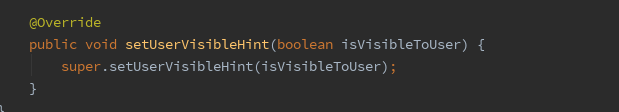 @Override
public void setUserVisibleHint(boolean isVisibleToUser) {
super.setUserVisibleHint(isVisibleToUser);
}
}